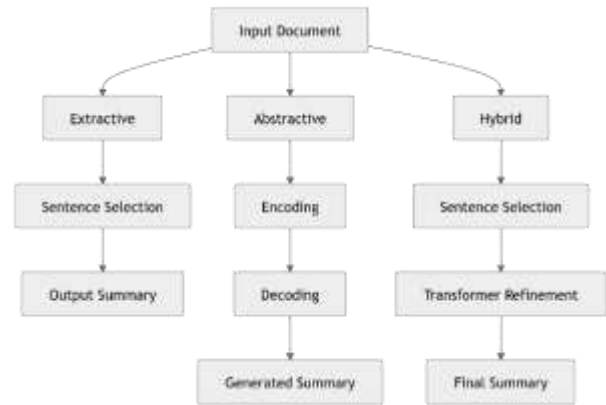 Input Document
Extractive
Abstractive
Hybrid
Sentence Selection
Encoding
Sentence Selection
Output Summary
Decoding
Transformer Refinement
Generated Summary
Final Summary